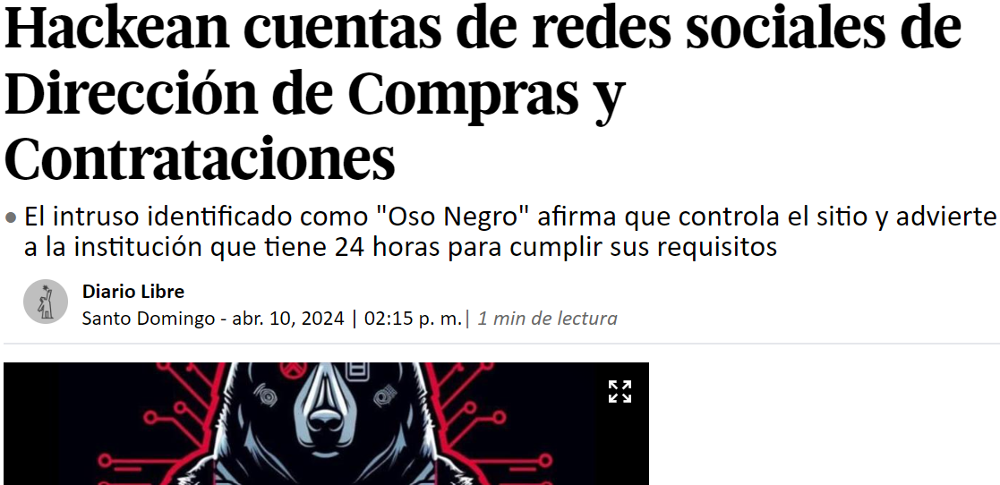 Hackean cuentas de redes sociales de
Dirección de Compras y
Contrataciones
El intruso identificado como "Oso Negro" afirma que controla el sitio y advierte
a la institución que tiene 24 horas para cumplir sus requisitos
Diario Libre
Santo Domingo - abr. 10, 2024 | 02:15 p. m.| 1 min de lectura